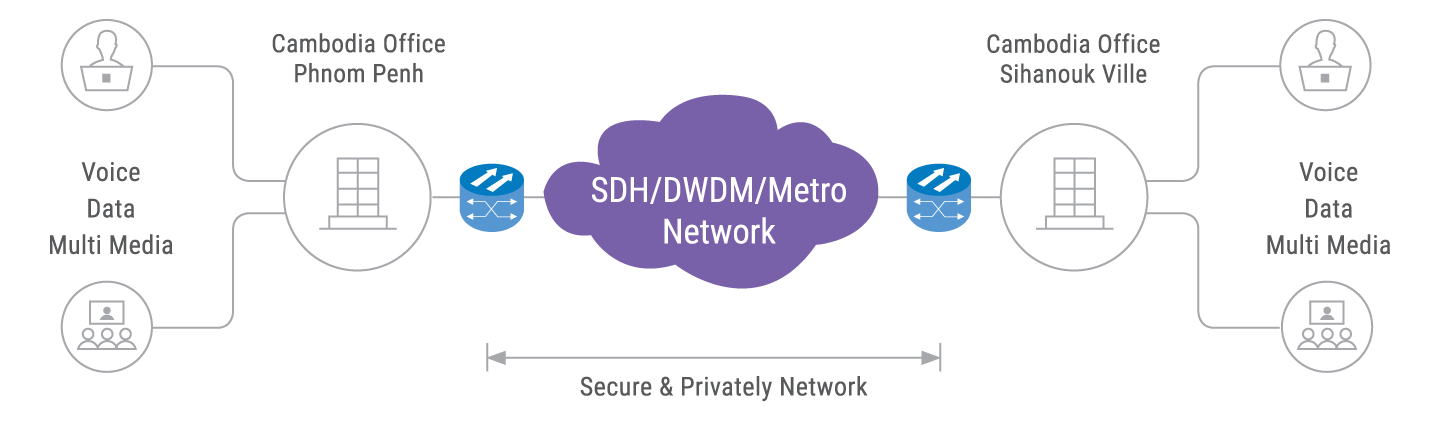 Cambodia Office
Phnom Penh
Cambodia Office
Sihanouk Ville
Voice
Data
Multi Media
SDH/DWDM/Metro
Network
Voice
Data
Multi Media
Secure & Privately Network